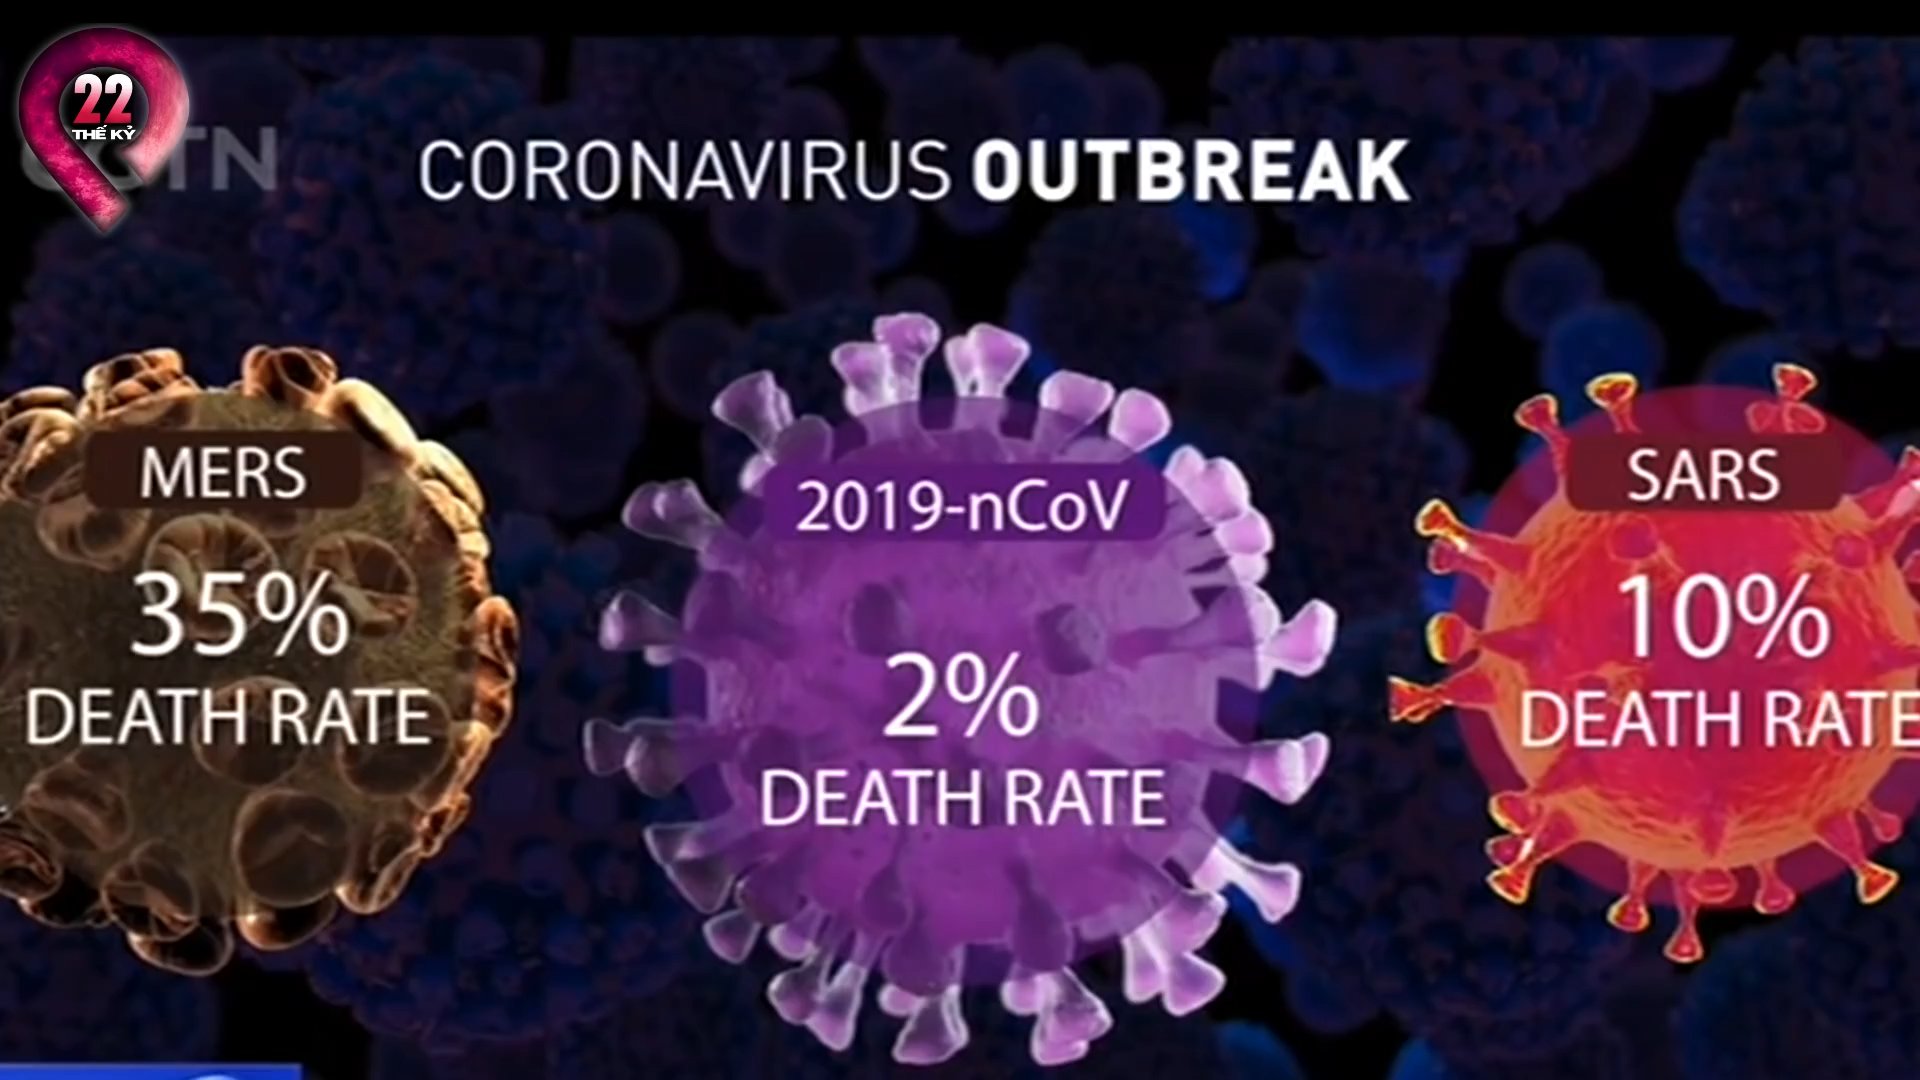 22
THẾ KỶ
CORONAVIRUS OUTBREAK
MERS
35%
DEATH RATE
2019-nCoV
2%
DEATH RATE
SARS
10%
DEATH RATE